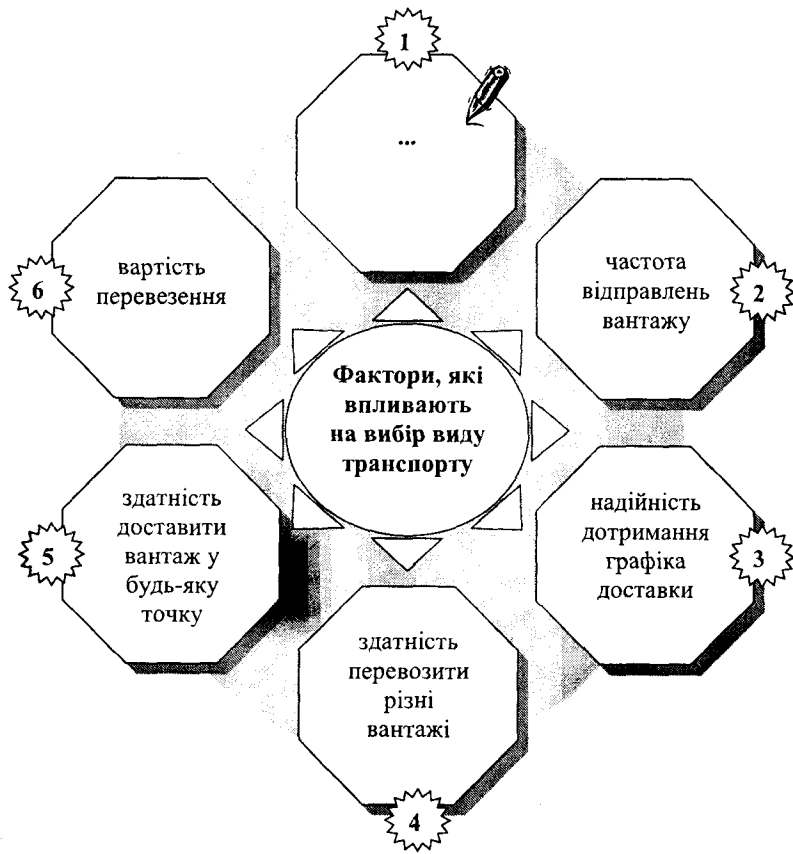 1
...
2
частота
відправлень
вантажу
3
надійність
дотримання
графіка
доставки
4
здатність
перевозити
різні
вантажі
5
здатність
доставити
вантаж у
будь-яку
точку
6
вартість
перевезення
Фактори, які
впливають
на вибір виду
транспорту